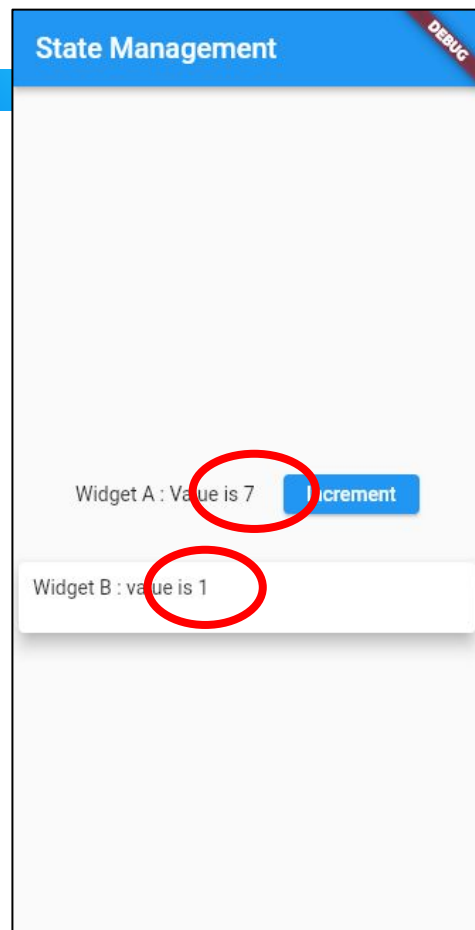 State Management
DEBUG
Widget A : Value is 7
Increment
Widget B : value is 1